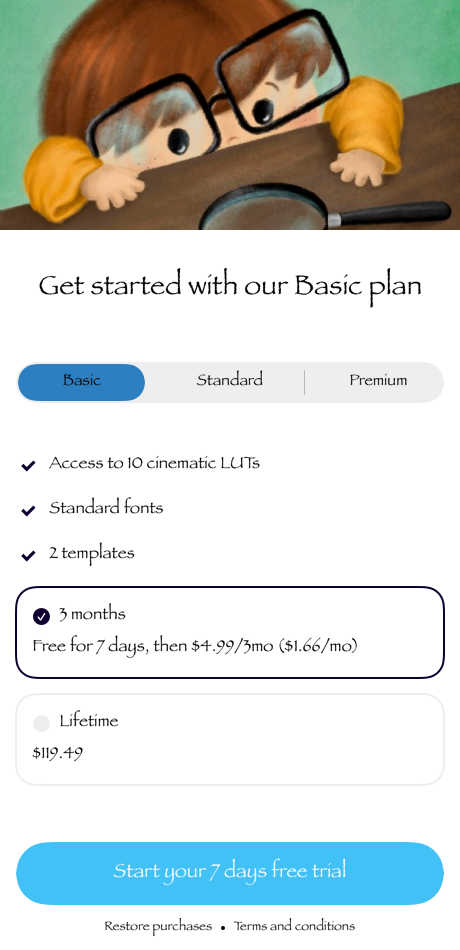 Get started with our Basic plan
Basic
Standard
Premium
Access to 10 cinematic LUTs
Standard fonts
2 templates
3 months
Free for 7 days, then $4.99/3mo ($1.66/mo)
Lifetime
$119.49
Start your 7 days free trial
Restore purchases • Terms and conditions